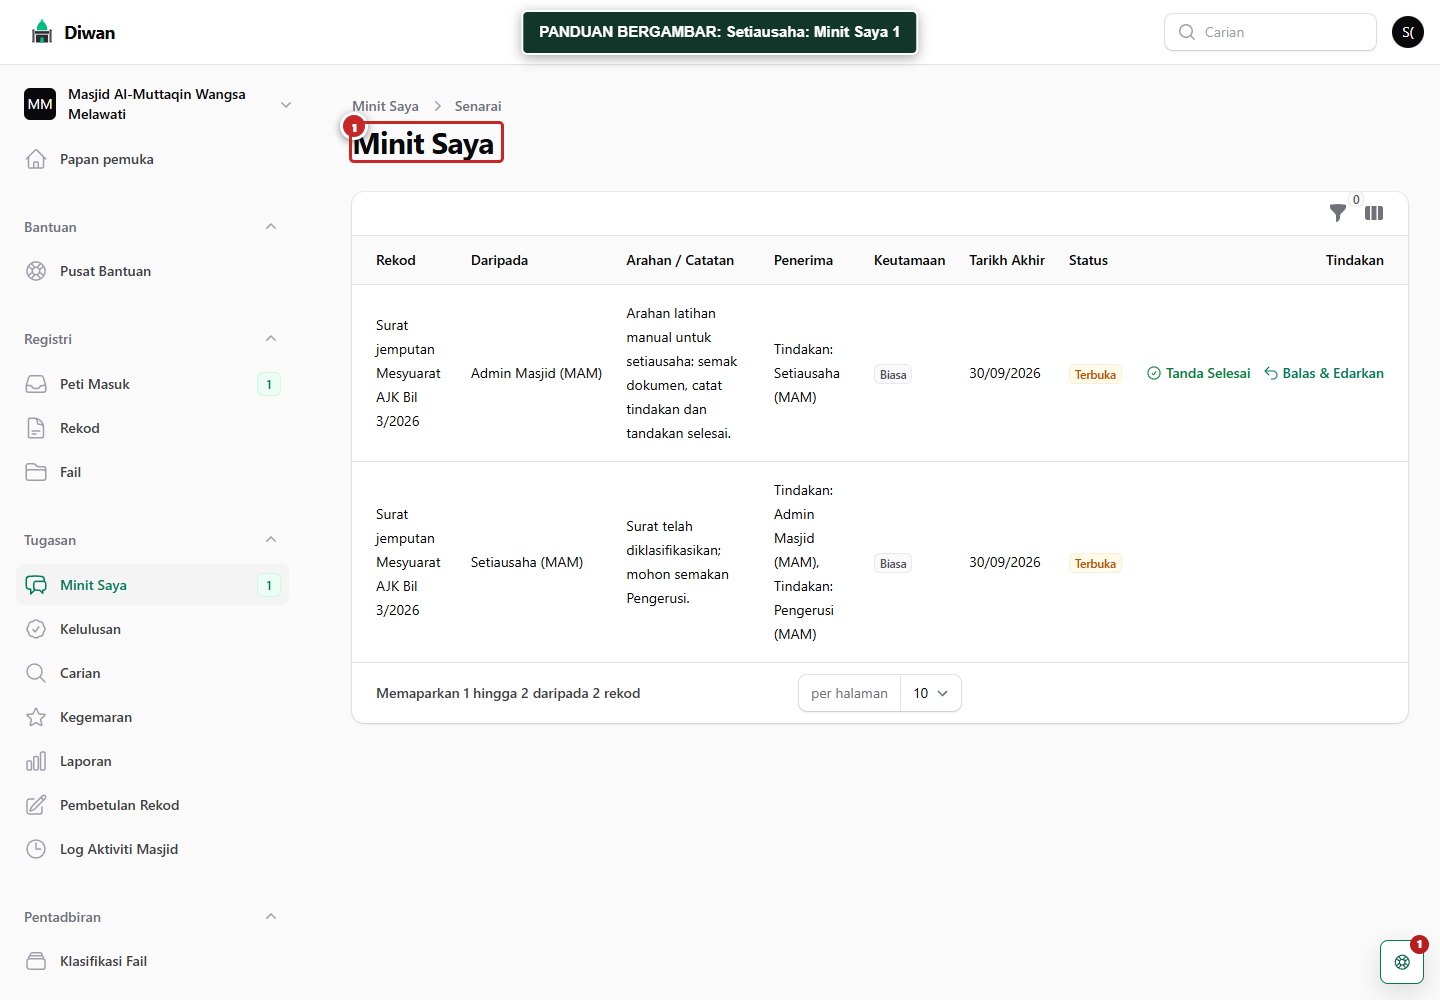 Diwan
PANDUAN BERGAMBAR: Setiausaha: Minit Saya 1
Carian
S(
MM
Masjid Al-Muttaqin Wangsa
Melawati
Papan pemuka
Bantuan
Pusat Bantuan
Registri
Peti Masuk
1
Rekod
Fail
Tugasan
Minit Saya
1
Kelulusan
Carian
Kegemaran
Laporan
Pembetulan Rekod
Log Aktiviti Masjid
Pentadbiran
Klasifikasi Fail
Minit Saya
Senarai
1
Minit Saya
0
Rekod
Daripada
Arahan / Catatan
Penerima
Keutamaan
Tarikh Akhir
Status
Tindakan
Surat
jemputan
Mesyuarat
AJK Bil
3/2026
Admin Masjid (MAM)
Arahan latihan
manual untuk
setiausaha: semak
dokumen, catat
tindakan dan
tandakan selesai.
Tindakan:
Setiausaha
(MAM)
Biasa
30/09/2026
Terbuka
Tanda Selesai
Balas & Edarkan
Surat
jemputan
Mesyuarat
AJK Bil
3/2026
Setiausaha (MAM)
Surat telah
diklasifikasikan;
mohon semakan
Pengerusi.
Tindakan:
Admin
Masjid
(MAM),
Tindakan:
Pengerusi
(MAM)
Biasa
30/09/2026
Terbuka
Memaparkan 1 hingga 2 daripada 2 rekod
per halaman
10
1